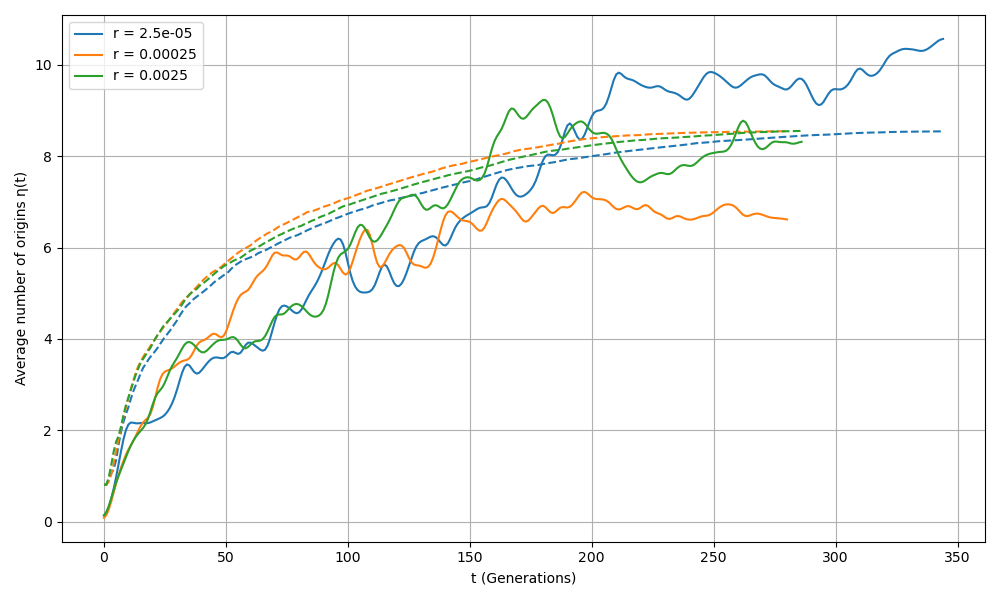 r = 2.5e-05
r = 0.00025
r = 0.0025
10
8
6
4
2
0
Average number of origins η(t)
0 50 100 150 200 250 300 350
t (Generations)